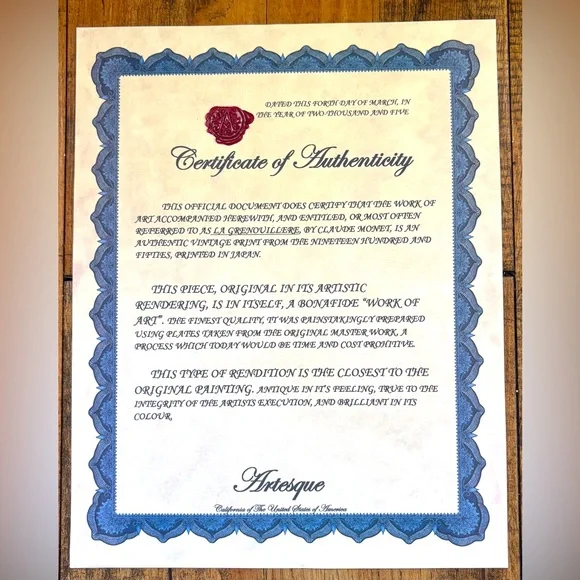 DATED THIS FORTH DAY OF MARCH, IN
THE YEAR OF TWO-THOUSAND AND FIVE
Certificate of Authenticity
THIS OFFICIAL DOCUMENT DOES CERTIFY THAT THE WORK OF
ART ACCOMPANIED HEREWITH, AND ENTITLED, OR MOST OFTEN
REFERRED TO AS LA GRENOUILLERE, BY CLAUDE MONET, IS AN
AUTHENTIC VINTAGE PRINT FROM THE NINETEEN HUNDRED AND
FIFTIES, PRINTED IN JAPAN.
THIS PIECE, ORIGINAL IN ITS ARTISTIC
RENDERING, IS IN ITSELF, A BONAFIDE "WORK OF
ART". THE FINEST QUALITY, IT WAS PAINSTAKINGLY PREPARED
USING PLATES TAKEN FROM THE ORIGINAL MASTER WORK, A
PROCESS WHICH TODAY WOULD BE TIME AND COST PROHITIVE.
THIS TYPE OF RENDITION IS THE CLOSEST TO THE
ORIGINAL PAINTING. ANTIQUE IN IT'S FEELING, TRUE TO THE
INTEGRITY OF THE ARTISTS EXECUTION, AND BRILLIANT IN ITS
COLOUR.
Artesque
California of The United States of America